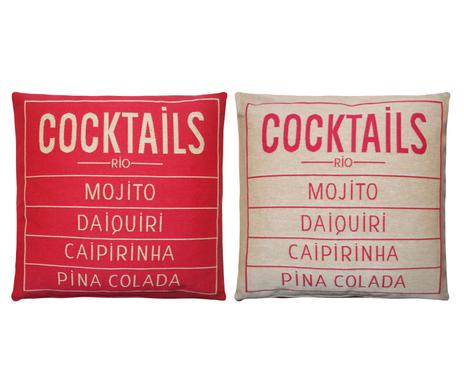 COCKTAiLS
RiO
MOJiTO
DAiQUiRi
CAiPiRiNHA
PiNA COLADA
COCKTAiLS
RiO
MOJiTO
DAiQUiRi
CAiPiRiNHA
PiNA COLADA